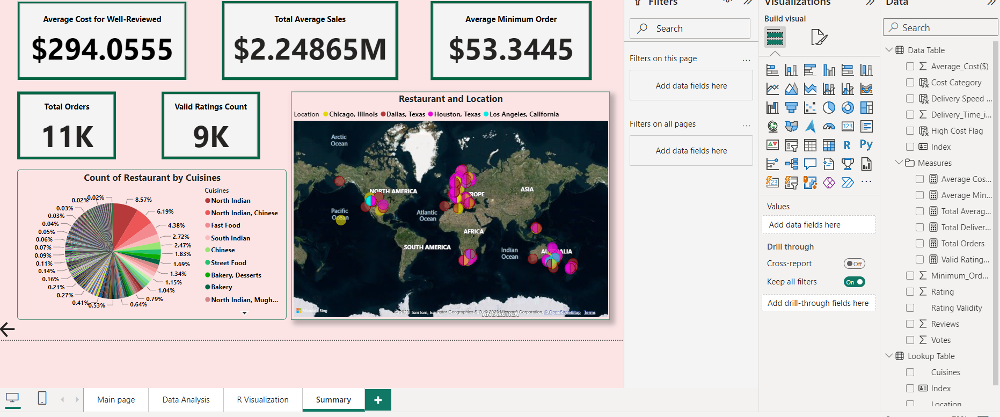 Average Cost for Well-Reviewed
$294.0555
Total Average Sales
$2.24865M
Average Minimum Order
$53.3445
Total Orders
11K
Valid Ratings Count
9K
Count of Restaurant by Cuisines
0.02%
0.02%
0.03%
0.03%
0.04%
0.05%
0.06%
0.07%
0.09%
0.11%
0.14%
0.16%
0.21%
0.27%
0.41%
0.53%
8.57%
6.19%
4.38%
2.72%
2.47%
1.83%
1.69%
1.34%
1.15%
1.04%
0.79%
0.64%
Cuisines
North Indian
North Indian, Chinese
Fast Food
South Indian
Chinese
Street Food
Bakery, Desserts
Bakery
North Indian, Mugh...
Restaurant and Location
Location Chicago, Illinois Dallas, Texas Houston, Texas Los Angeles, California
Arctic
Ocean
NORTH AMERICA
ASIA
Pacific
Ocean
Atlantic
Ocean
AFRICA
SOUTH AMERICA
Indian
Ocean
ANTARCTICA
Microsoft Bing
© 2023 TomTom, Earthstar Geographics SIO, © 2023 Microsoft Corporation, © OpenStreetMap Terms
Filters
Search
Filters on this page ...
Add data fields here
Filters on all pages ...
Add data fields here
Visualizations
Build visual
123
R
Py
123
...
Values
Add data fields here
Drill through
Cross-report Off
Keep all filters On
Add drill-through fields here
Data
Search
Data Table
Average_Cost($)
Cost Category
Delivery Speed ...
Delivery_Time_i...
High Cost Flag
Index
Measures
Average Cos...
Average Min...
Total Averag...
Total Deliver...
Total Orders
Valid Rating...
Minimum_Ord...
Rating
Rating Validity
Reviews
Votes
Lookup Table
Cuisines
Index
Location
Main page
Data Analysis
R Visualization
Summary
+